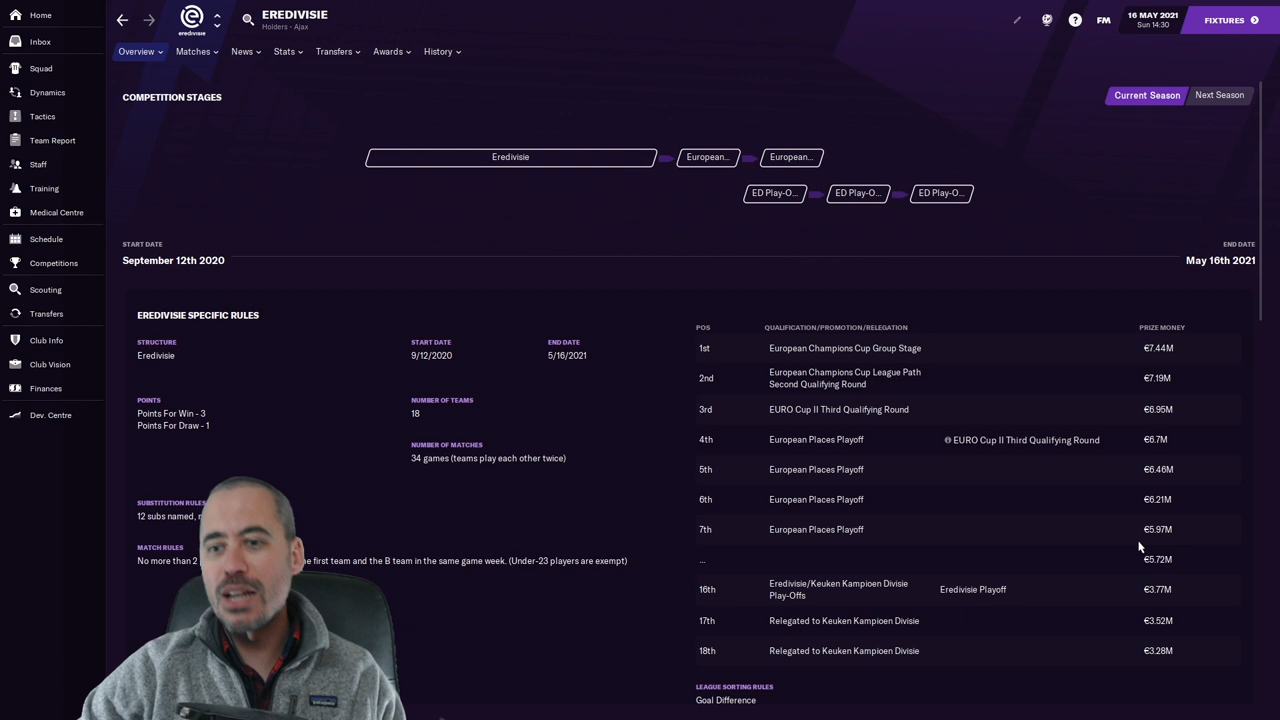 Home
Inbox
Squad
Dynamics
Tactics
Team Report
Staff
Training
Medical Centre
Schedule
Competitions
Scouting
Transfers
Club Info
Club Vision
Finances
Dev. Centre
eredivisie
EREDIVISIE
Holders - Ajax
FM
16 MAY 2021
Sun 14:30
FIXTURES
Overview
Matches
News
Stats
Transfers
Awards
History
COMPETITION STAGES
Current Season
Next Season
Eredivisie
European...
European...
ED Play-O...
ED Play-O...
ED Play-O...
START DATE
September 12th 2020
END DATE
May 16th 2021
EREDIVISIE SPECIFIC RULES
STRUCTURE
Eredivisie
START DATE
9/12/2020
END DATE
5/16/2021
POINTS
Points For Win - 3
Points For Draw - 1
NUMBER OF TEAMS
18
NUMBER OF MATCHES
34 games (teams play each other twice)
SUBSTITUTION RULES
12 subs named,
MATCH RULES
No more than 2 he first team and the B team in the same game week. (Under-23 players are exempt)
POS QUALIFICATION/PROMOTION/RELEGATION PRIZE MONEY
1st European Champions Cup Group Stage €7.44M
2nd European Champions Cup League Path Second Qualifying Round €7.19M
3rd EURO Cup II Third Qualifying Round €6.95M
4th European Places Playoff EURO Cup II Third Qualifying Round €6.7M
5th European Places Playoff €6.46M
6th European Places Playoff €6.21M
7th European Places Playoff €5.97M
... €5.72M
16th Eredivisie/Keuken Kampioen Divisie Play-Offs Eredivisie Playoff €3.77M
17th Relegated to Keuken Kampioen Divisie €3.52M
18th Relegated to Keuken Kampioen Divisie €3.28M
LEAGUE SORTING RULES
Goal Difference
patagonia